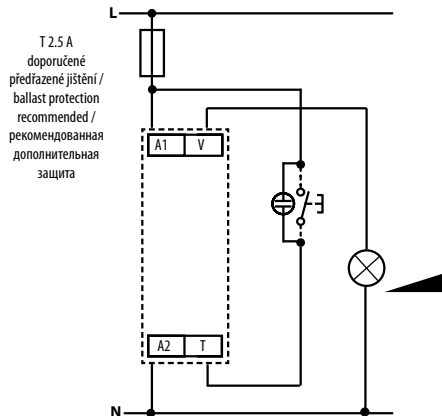 L
T 2.5 A
doporučené
předřazené jištění /
ballast protection
recommended /
рекомендованная
дополнительная
защита
A1 V
A2 T
N